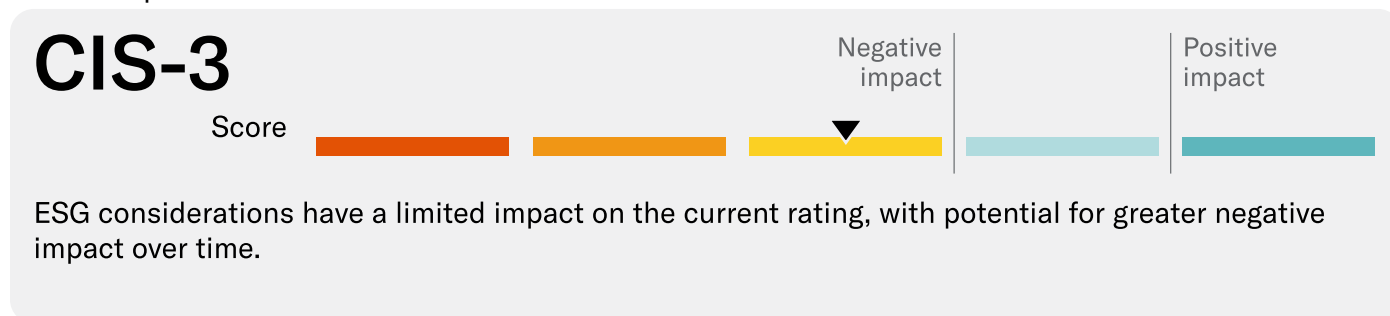 CIS-3
Negative
impact
Positive
impact
Score
ESG considerations have a limited impact on the current rating, with potential for greater negative
impact over time.